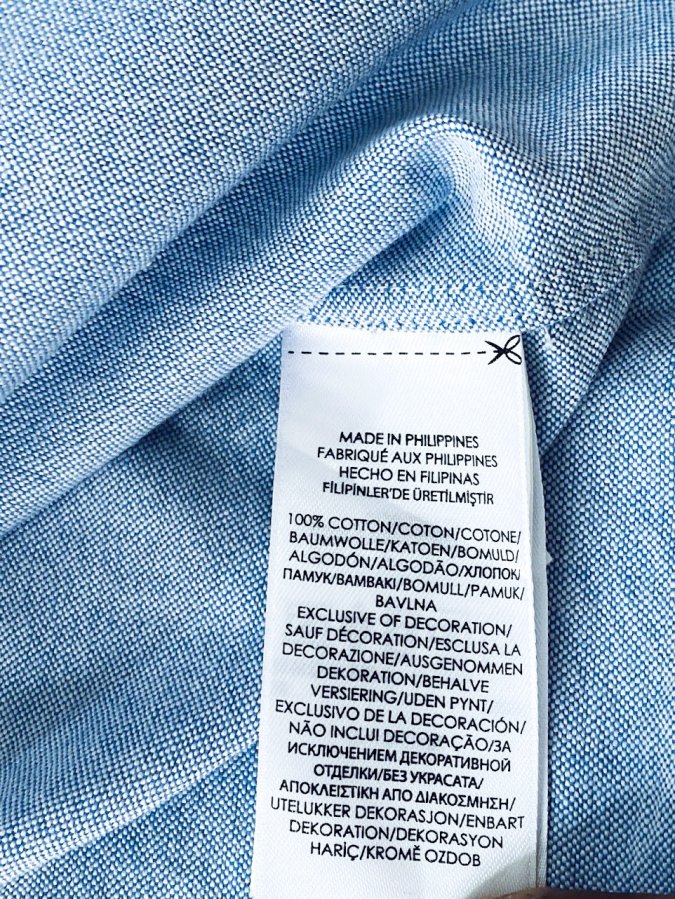 MADE IN PHILIPPINES
FABRIQUÉ AUX PHILIPPINES
HECHO EN FILIPINAS
FİLİPİNLER'DE ÜRETİLMİŞTİR
100% COTTON/COTON/COTONE/
BAUMWOLLE/KATOEN/BOMULD/
ALGODÓN/ALGODÃO/ХЛОПОК/
ПАМУК/BAMBAKI/BOMULL/PAMUK/
BAVLNA
EXCLUSIVE OF DECORATION/
SAUF DÉCORATION/ESCLUSA LA
DECORAZIONE/AUSGENOMMEN
DEKORATION/BEHALVE
VERSIERING/UDEN PYNT/
EXCLUSIVO DE LA DECORACIÓN/
NÃO INCLUI DECORAÇÃO/ЗА
ИСКЛЮЧЕНИЕМ ДЕКОРАТИВНОЙ
ОТДЕЛКИ/БЕЗ УКРАСАТА/
ΑΠΟΚΛΕΙΣΤΙΚΗ ΑΠΟ ΔΙΑΚΟΣΜΗΣΗ/
UTELUKKER DEKORASJON/ENBART
DEKORATION/DEKORASYON
HARİÇ/KROMĚ OZDOB